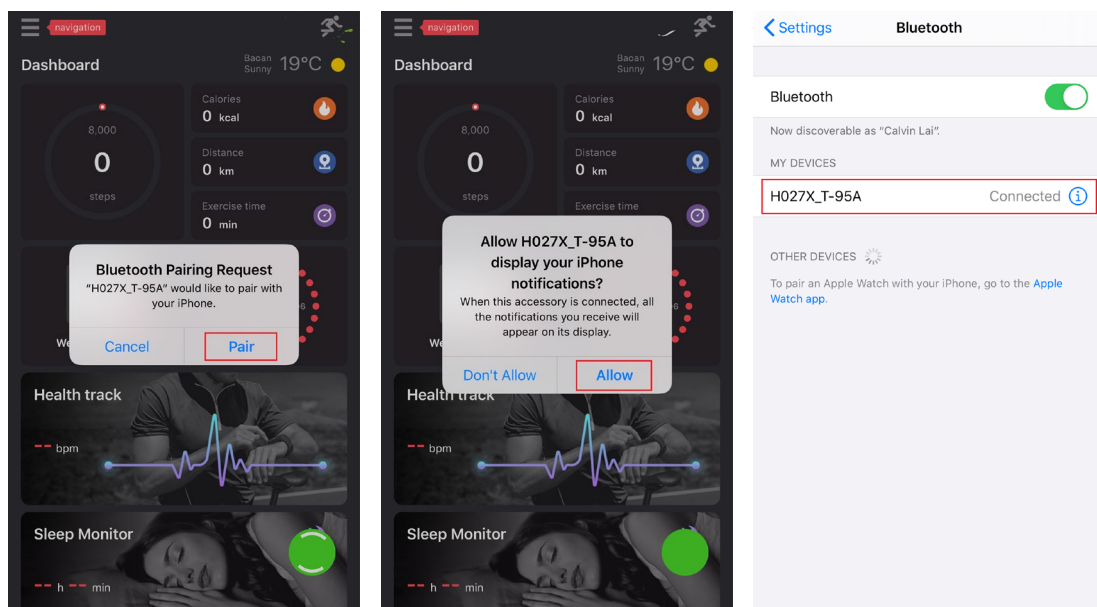 navigation
Dashboard
Baoan
Sunny
19°C
8,000
0
steps
Calories
0 kcal
Distance
0 km
Exercise time
0 min
Bluetooth Pairing Request
"H027X_T-95A" would like to pair with
your iPhone.
Cancel
Pair
We
6
Health track
-- bpm
Sleep Monitor
-- h -- min
navigation
Dashboard
Baoan
Sunny
19°C
8,000
0
steps
Calories
0 kcal
Distance
0 km
Exercise time
0 min
Allow H027X_T-95A to
display your iPhone
notifications?
When this accessory is connected, all
the notifications you receive will
appear on its display.
Don't Allow
Allow
We
6
Health track
-- bpm
Sleep Monitor
-- h -- min
Settings
Bluetooth
Bluetooth
Now discoverable as "Calvin Lai".
MY DEVICES
H027X_T-95A
Connected
OTHER DEVICES
To pair an Apple Watch with your iPhone, go to the Apple
Watch app.